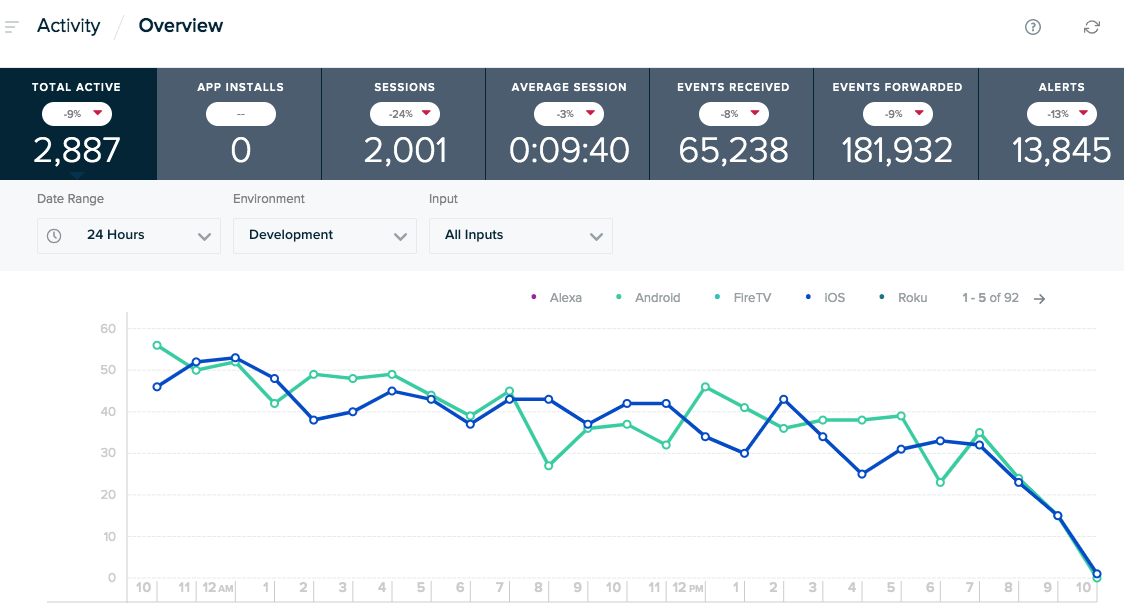 Activity / Overview
TOTAL ACTIVE
-9%
2,887
APP INSTALLS
--
0
SESSIONS
-24%
2,001
AVERAGE SESSION
-3%
0:09:40
EVENTS RECEIVED
-8%
65,238
EVENTS FORWARDED
-9%
181,932
ALERTS
-13%
13,845
Date Range Environment Input
24 Hours Development All Inputs
Alexa Android FireTV iOS Roku 1 - 5 of 92
60
50
40
30
20
10
0
10 11 12 AM 1 2 3 4 5 6 7 8 9 10 11 12 PM 1 2 3 4 5 6 7 8 9 10